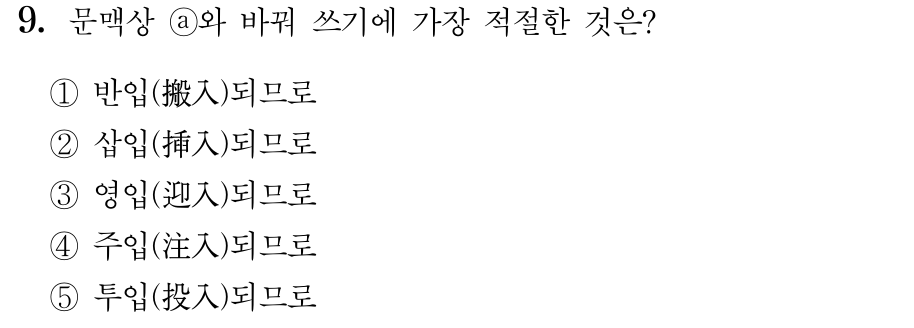 9. 문맥상 ⓐ와 바꿔 쓰기에 가장 적절한 것은?
① 반입(搬入)되므로
② 삽입(揷入)되므로
③ 영입(迎入)되므로
④ 주입(注入)되므로
⑤ 투입(投入)되므로